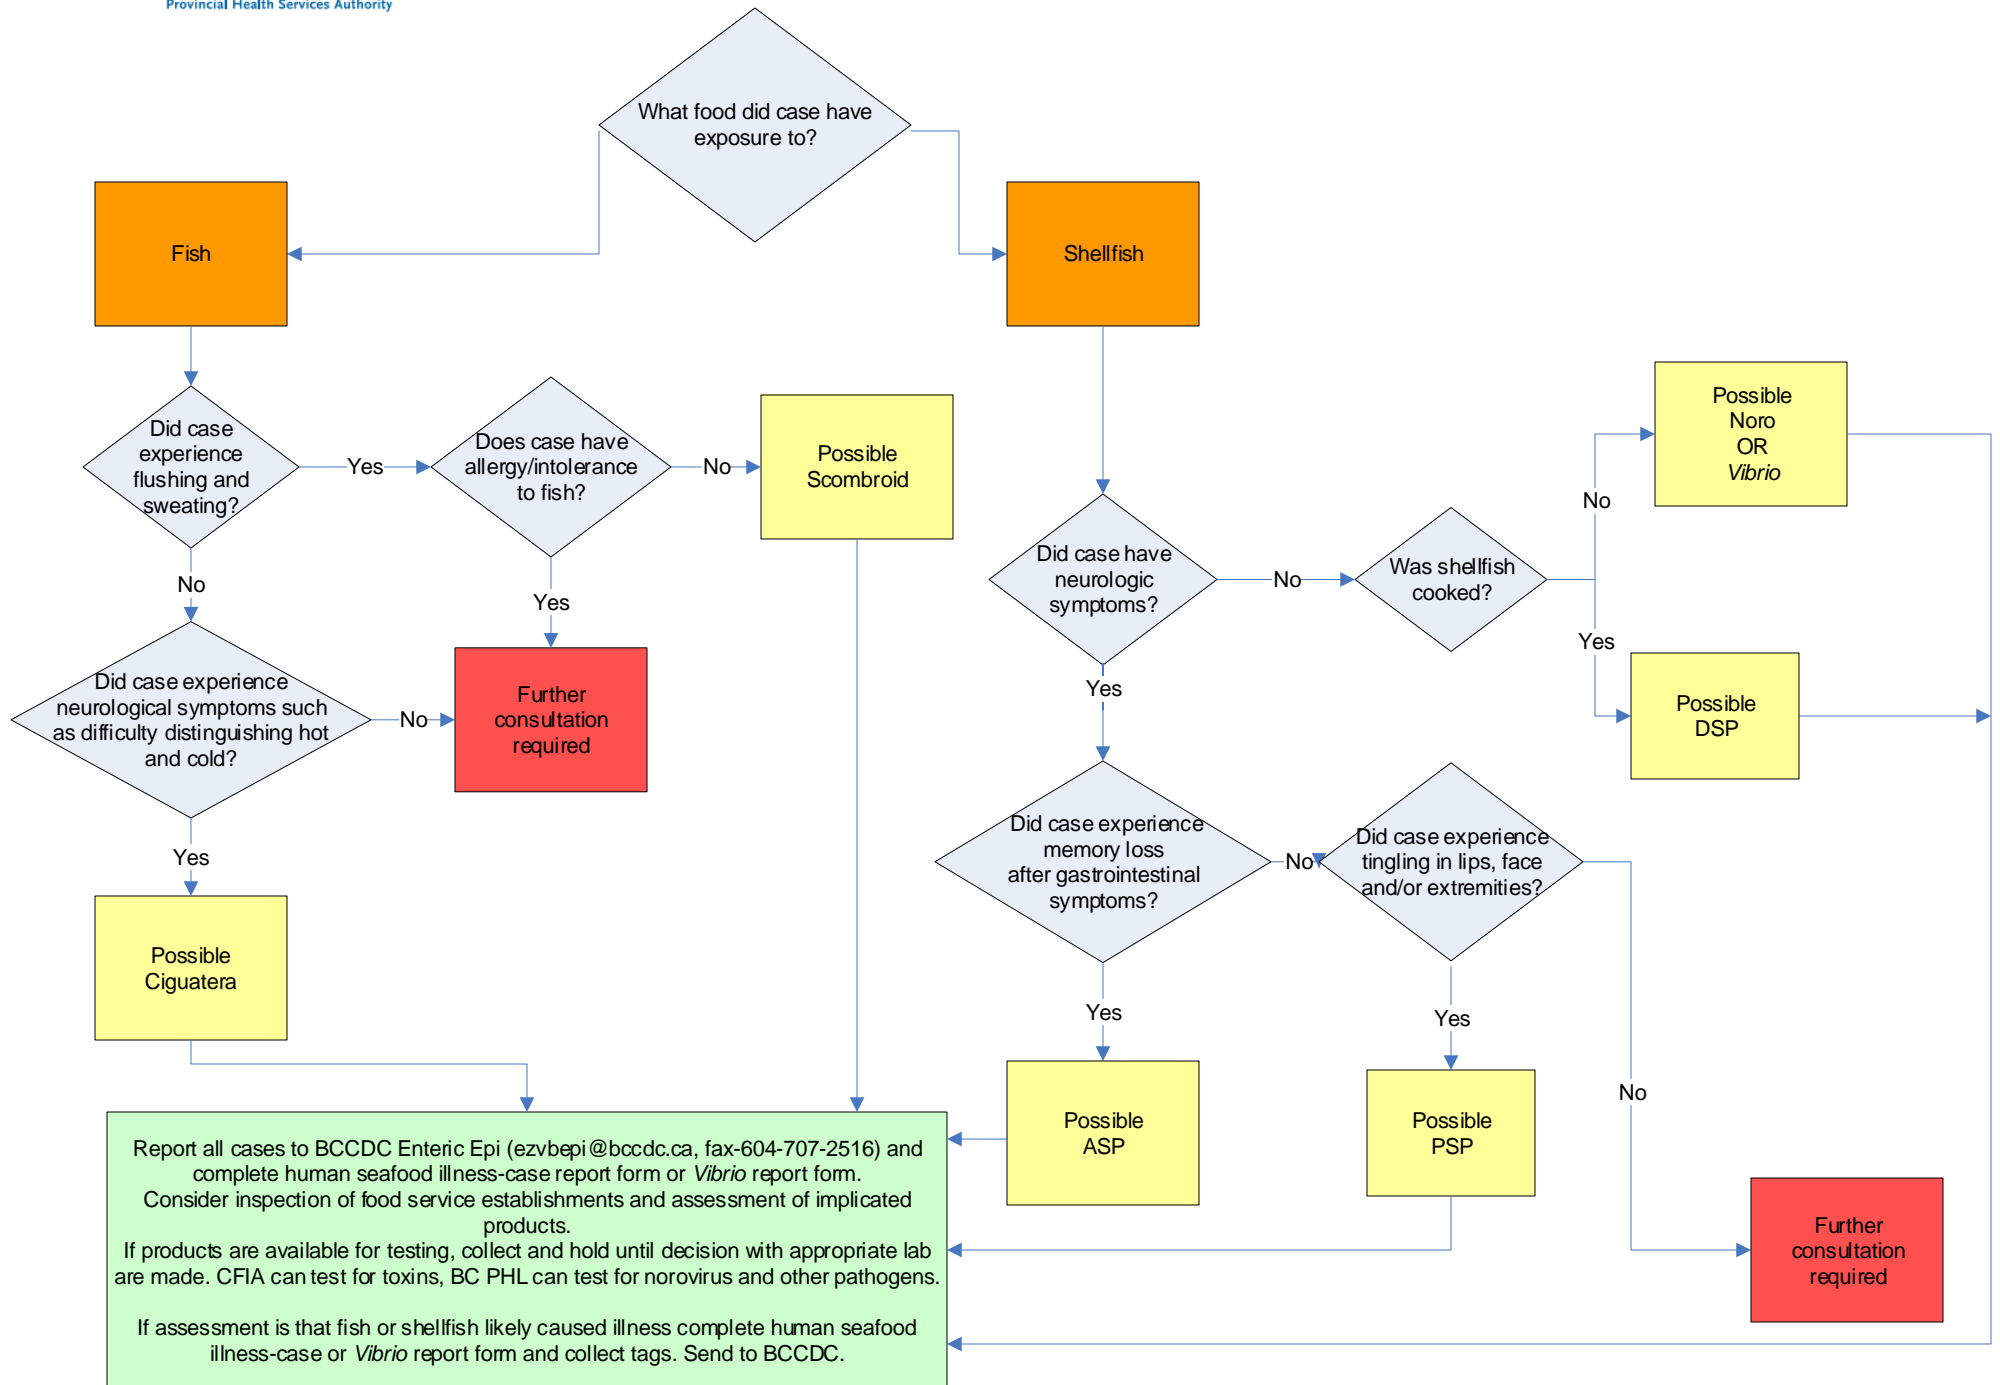 Provincial Health Services Authority
What food did case have
exposure to?
Fish
Shellfish
Did case
experience
flushing and
sweating?
Yes
Does case have
allergy/intolerance
to fish?
No
Possible
Scombroid
Possible
Noro
OR
Vibrio
No
Did case have
neurologic
symptoms?
No
Was shellfish
cooked?
No
Yes
Yes
Did case experience
neurological symptoms such
as difficulty distinguishing hot
and cold?
No
Further
consultation
required
Yes
Possible
DSP
Did case experience
memory loss
after gastrointestinal
symptoms?
No
Did case experience
tingling in lips, face
and/or extremities?
Yes
Possible
Ciguatera
Yes
Yes
No
Possible
ASP
Possible
PSP
Further
consultation
required
Report all cases to BCCDC Enteric Epi (ezvbepi@bccdc.ca, fax-604-707-2516) and
complete human seafood illness-case report form or Vibrio report form.
Consider inspection of food service establishments and assessment of implicated
products.
If products are available for testing, collect and hold until decision with appropriate lab
are made. CFIA can test for toxins, BC PHL can test for norovirus and other pathogens.
If assessment is that fish or shellfish likely caused illness complete human seafood
illness-case or Vibrio report form and collect tags. Send to BCCDC.